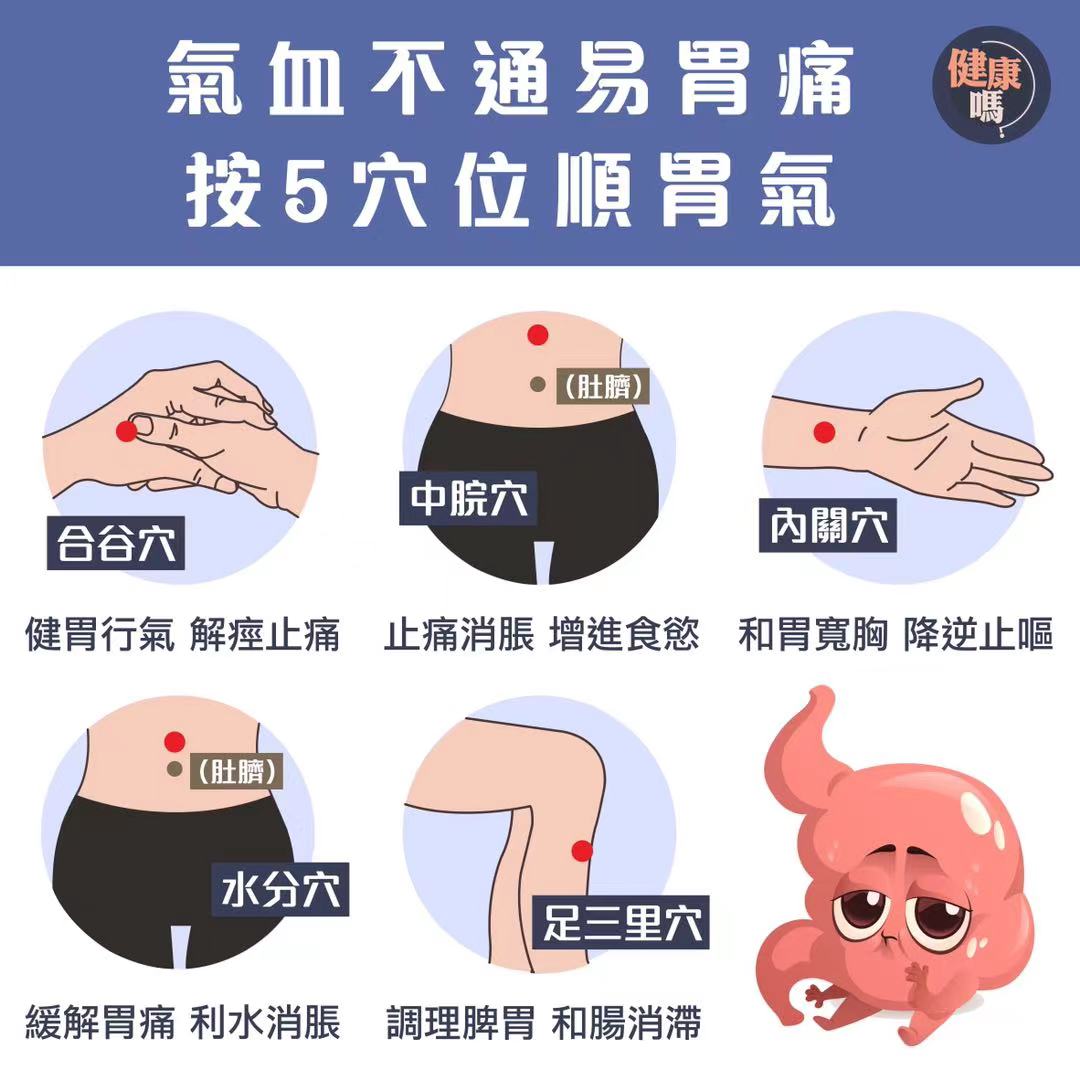 氣血不通易胃痛
按5穴位順胃氣
健康
嗎
合谷穴
健胃行氣 解痙止痛
(肚臍)
中脘穴
止痛消脹 增進食慾
內關穴
和胃寬胸 降逆止嘔
(肚臍)
水分穴
緩解胃痛 利水消脹
足三里穴
調理脾胃 和腸消滯